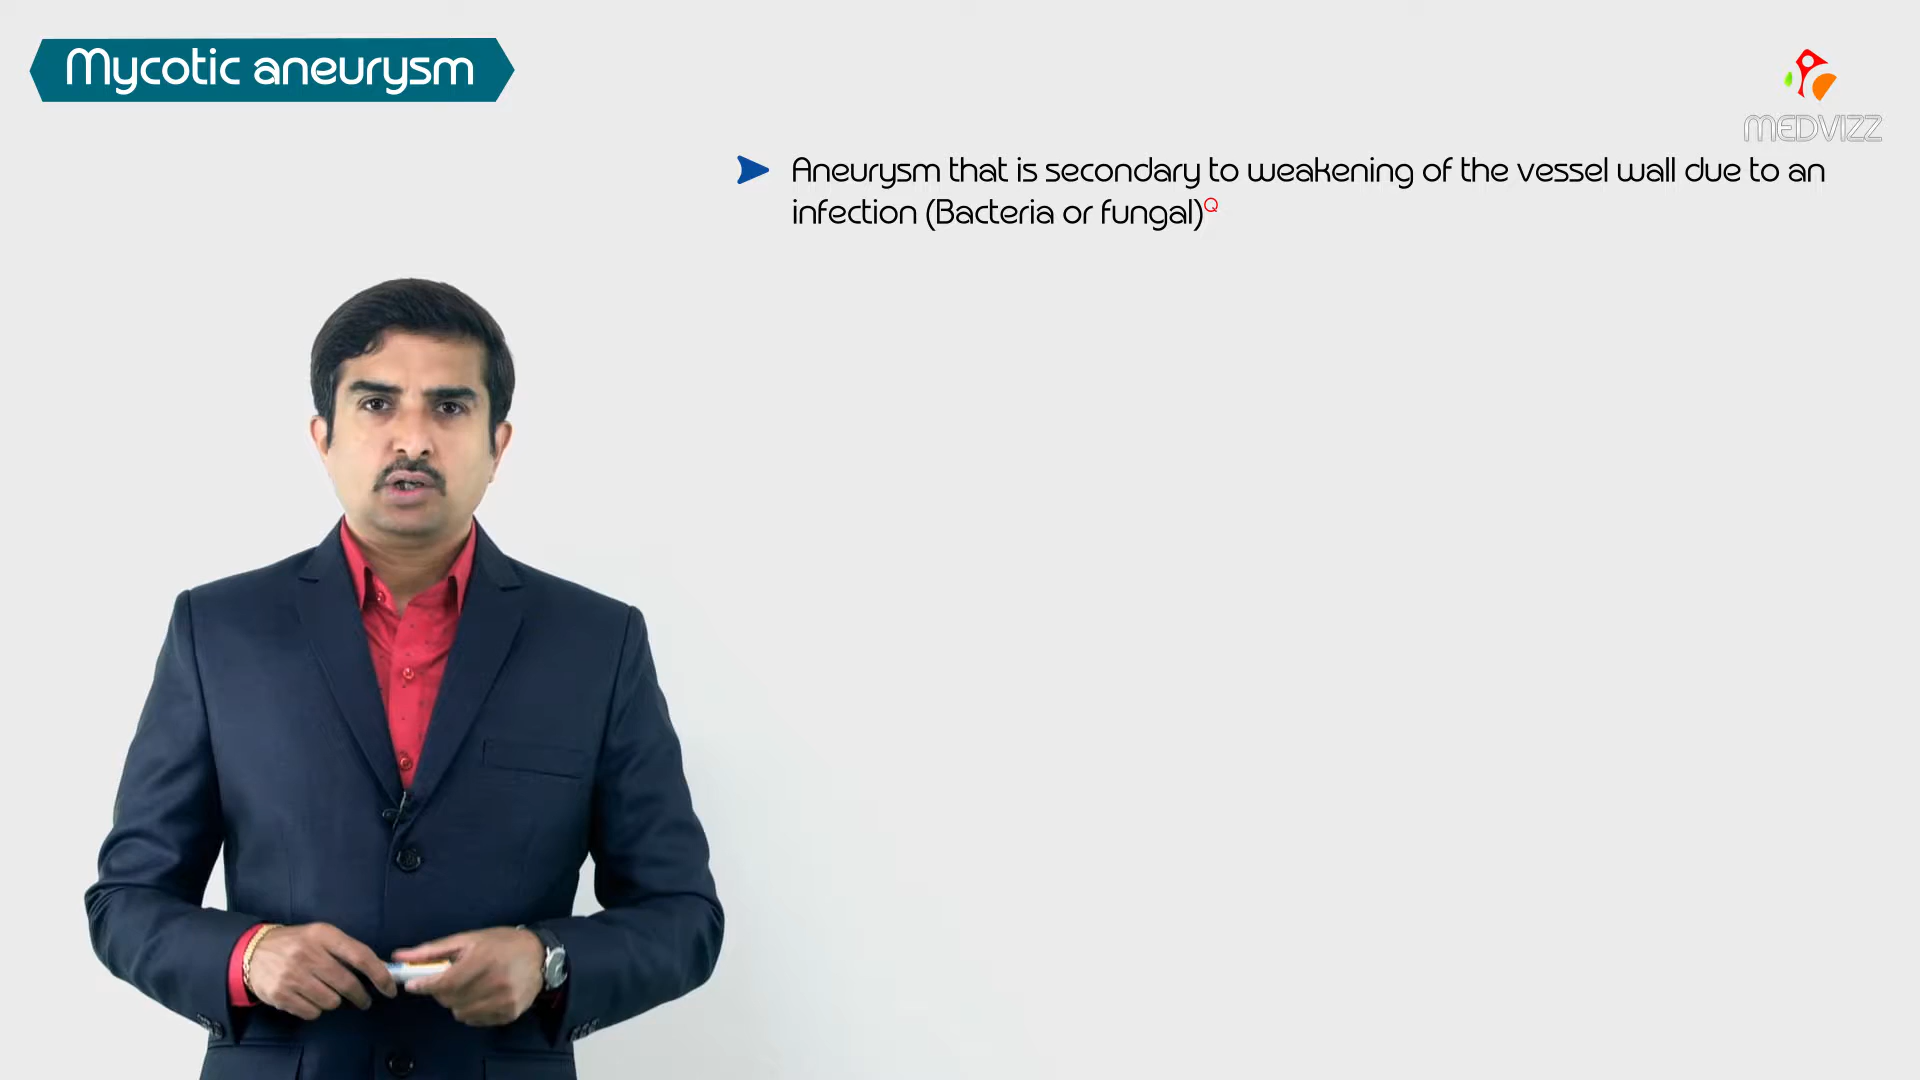 Mycotic aneurysm
MEDVIZZ
Aneurysm that is secondary to weakening of the vessel wall due to an
infection (Bacteria or fungal)Q